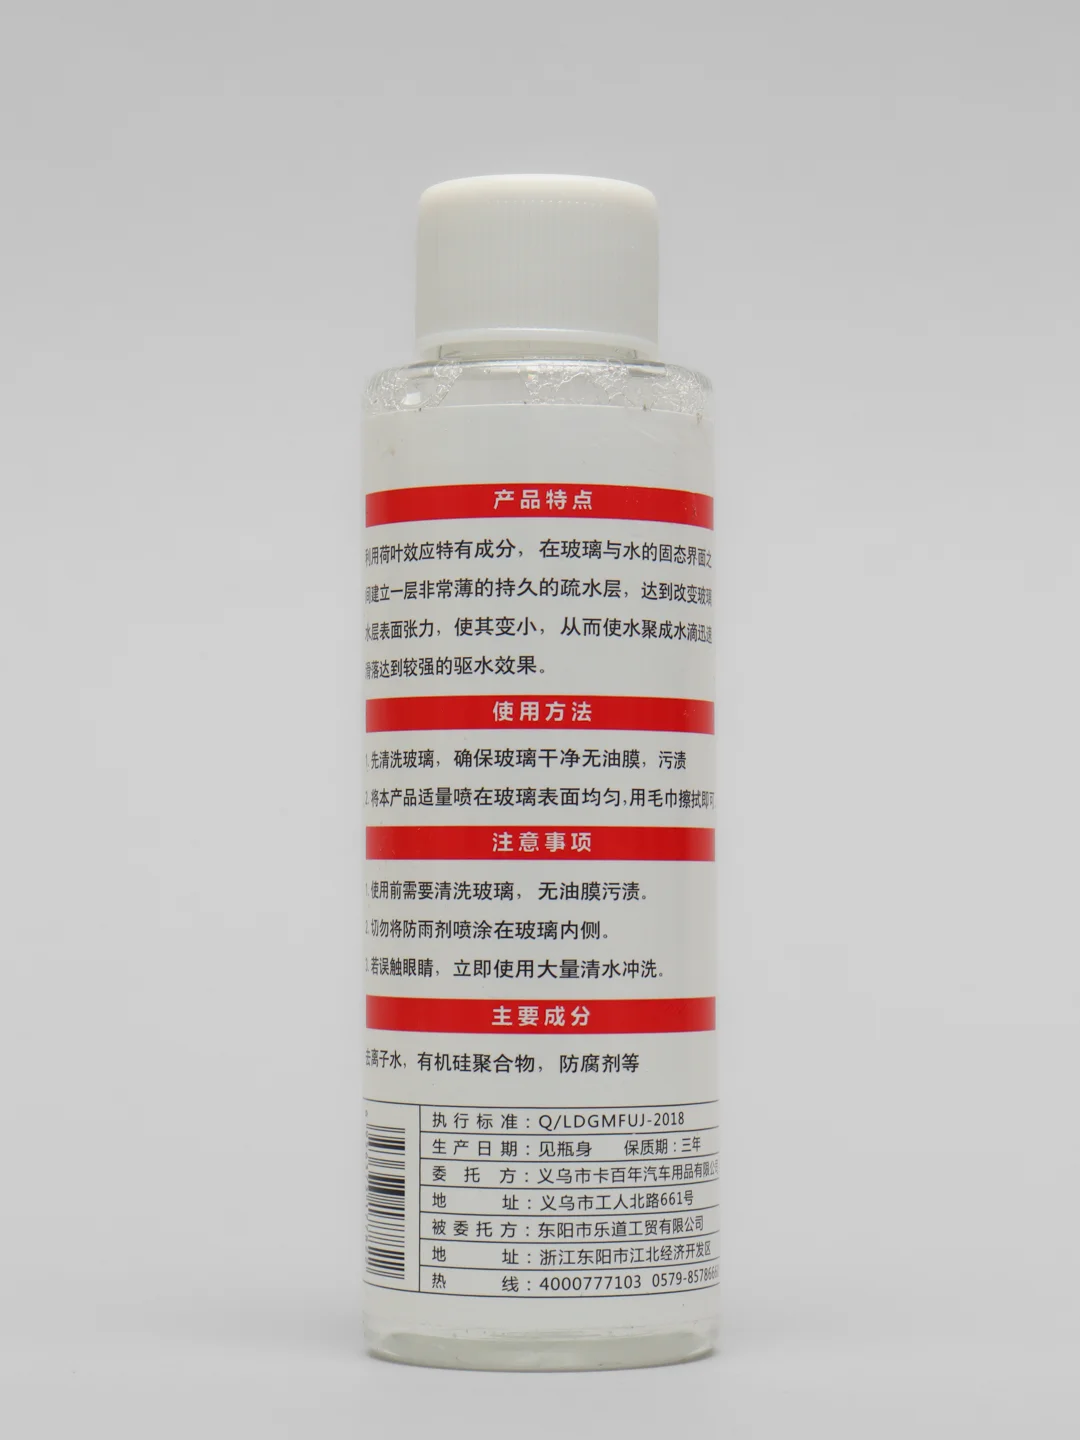 产品特点
利用荷叶效应特有成分，在玻璃与水的固态界面之
间建立一层非常薄的持久的疏水层，达到改变玻璃
水层表面张力，使其变小，从而使水聚成水滴迅速
滑落达到较强的驱水效果。
使用方法
1.先清洗玻璃，确保玻璃干净无油膜，污渍
2.将本产品适量喷在玻璃表面均匀,用毛巾擦拭即可
注意事项
1.使用前需要清洗玻璃，无油膜污渍。
2.切勿将防雨剂喷涂在玻璃内侧。
3.若误触眼睛，立即使用大量清水冲洗。
主要成分
去离子水，有机硅聚合物，防腐剂等
执行标准：Q/LDGMFUJ-2018
生产日期：见瓶身 保质期：三年
委托方：义乌市卡百年汽车用品有限公
地址：义乌市工人北路661号
被委托方：东阳市乐道工贸有限公司
地址：浙江东阳市江北经济开发区
热线：4000777103 0579-8578666